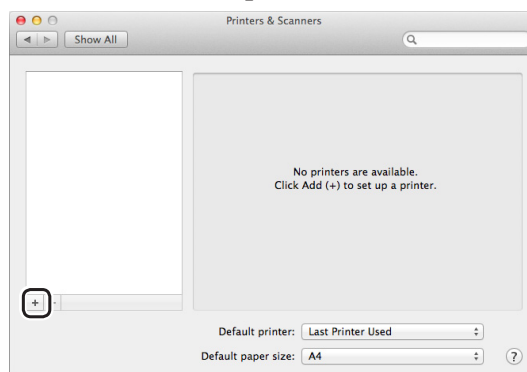 Printers & Scanners
Show All
No printers are available.
Click Add (+) to set up a printer.
+ -
Default printer: Last Printer Used
Default paper size: A4 ?